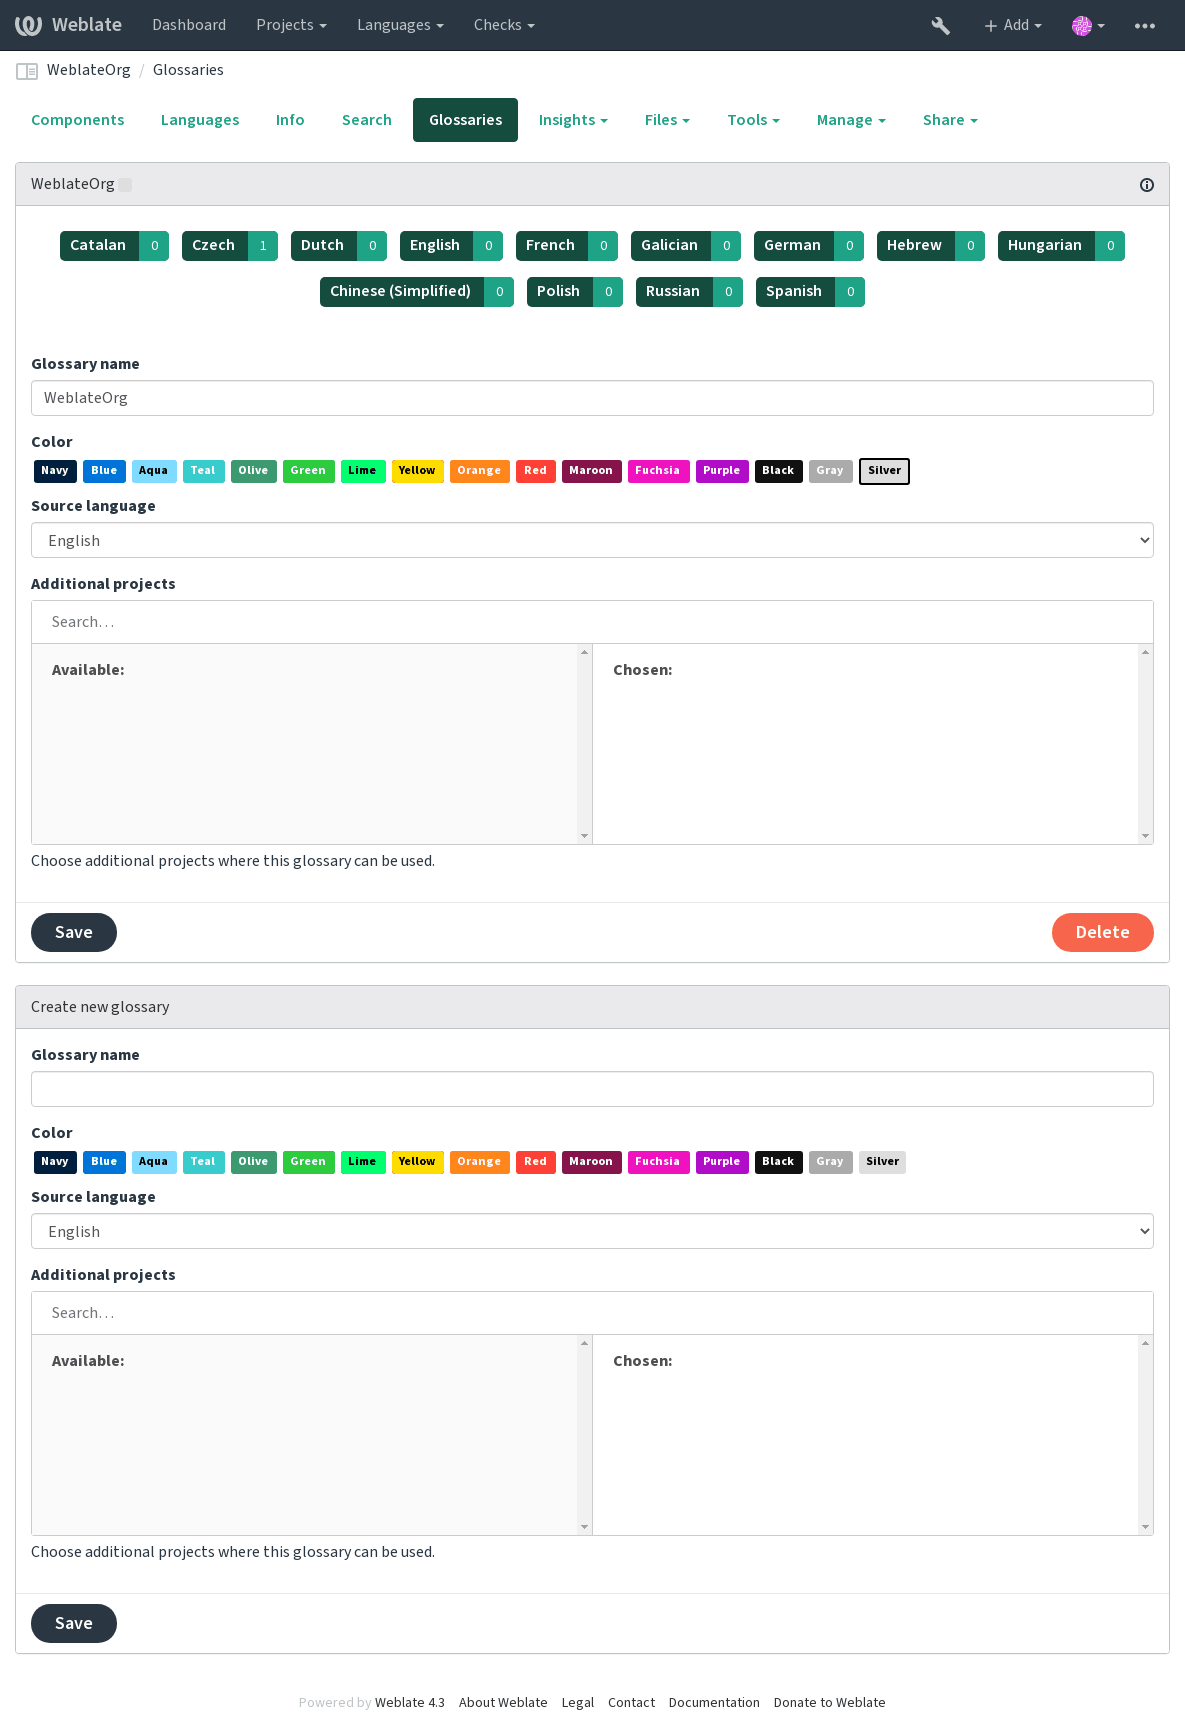 Weblate Dashboard Projects Languages Checks Add
WeblateOrg / Glossaries
Components Languages Info Search Glossaries Insights Files Tools Manage Share
WeblateOrg
Catalan 0 Czech 1 Dutch 0 English 0 French 0 Galician 0 German 0 Hebrew 0 Hungarian 0
Chinese (Simplified) 0 Polish 0 Russian 0 Spanish 0
Glossary name
WeblateOrg
Color
Navy Blue Aqua Teal Olive Green Lime Yellow Orange Red Maroon Fuchsia Purple Black Gray Silver
Source language
English
Additional projects
Search…
Available: Chosen:
Choose additional projects where this glossary can be used.
Save Delete
Create new glossary
Glossary name
Color
Navy Blue Aqua Teal Olive Green Lime Yellow Orange Red Maroon Fuchsia Purple Black Gray Silver
Source language
English
Additional projects
Search…
Available: Chosen:
Choose additional projects where this glossary can be used.
Save
Powered by Weblate 4.3 About Weblate Legal Contact Documentation Donate to Weblate